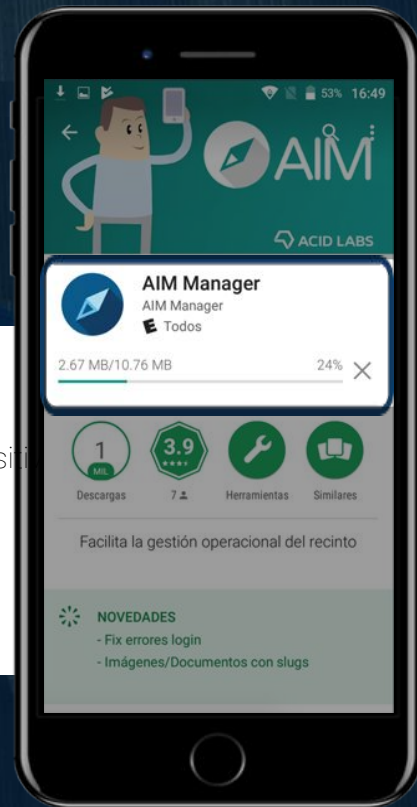 53% 16:49
AIM
ACID LABS
AIM Manager
AIM Manager
E Todos
2.67 MB/10.76 MB 24%
1 3.9
MIL
Descargas 7 Herramientas Similares
Facilita la gestión operacional del recinto
NOVEDADES
- Fix errores login
- Imágenes/Documentos con slugs